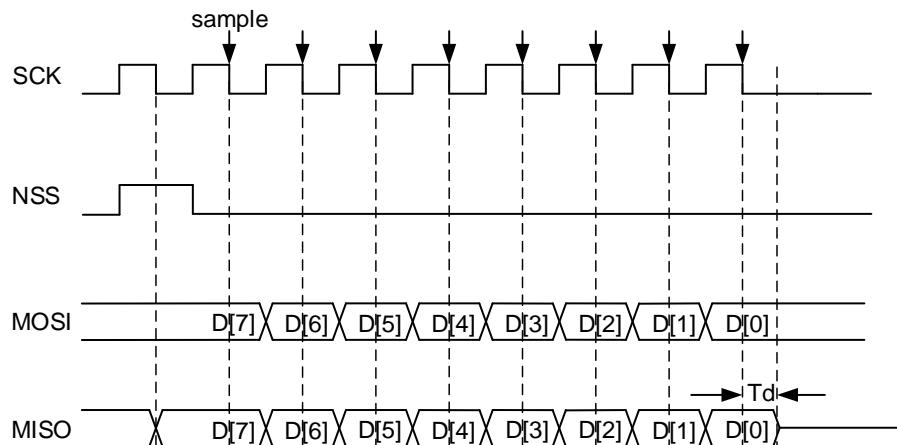 sample
SCK
NSS
MOSI D[7] D[6] D[5] D[4] D[3] D[2] D[1] D[0]
Td
MISO D[7] D[6] D[5] D[4] D[3] D[2] D[1] D[0]